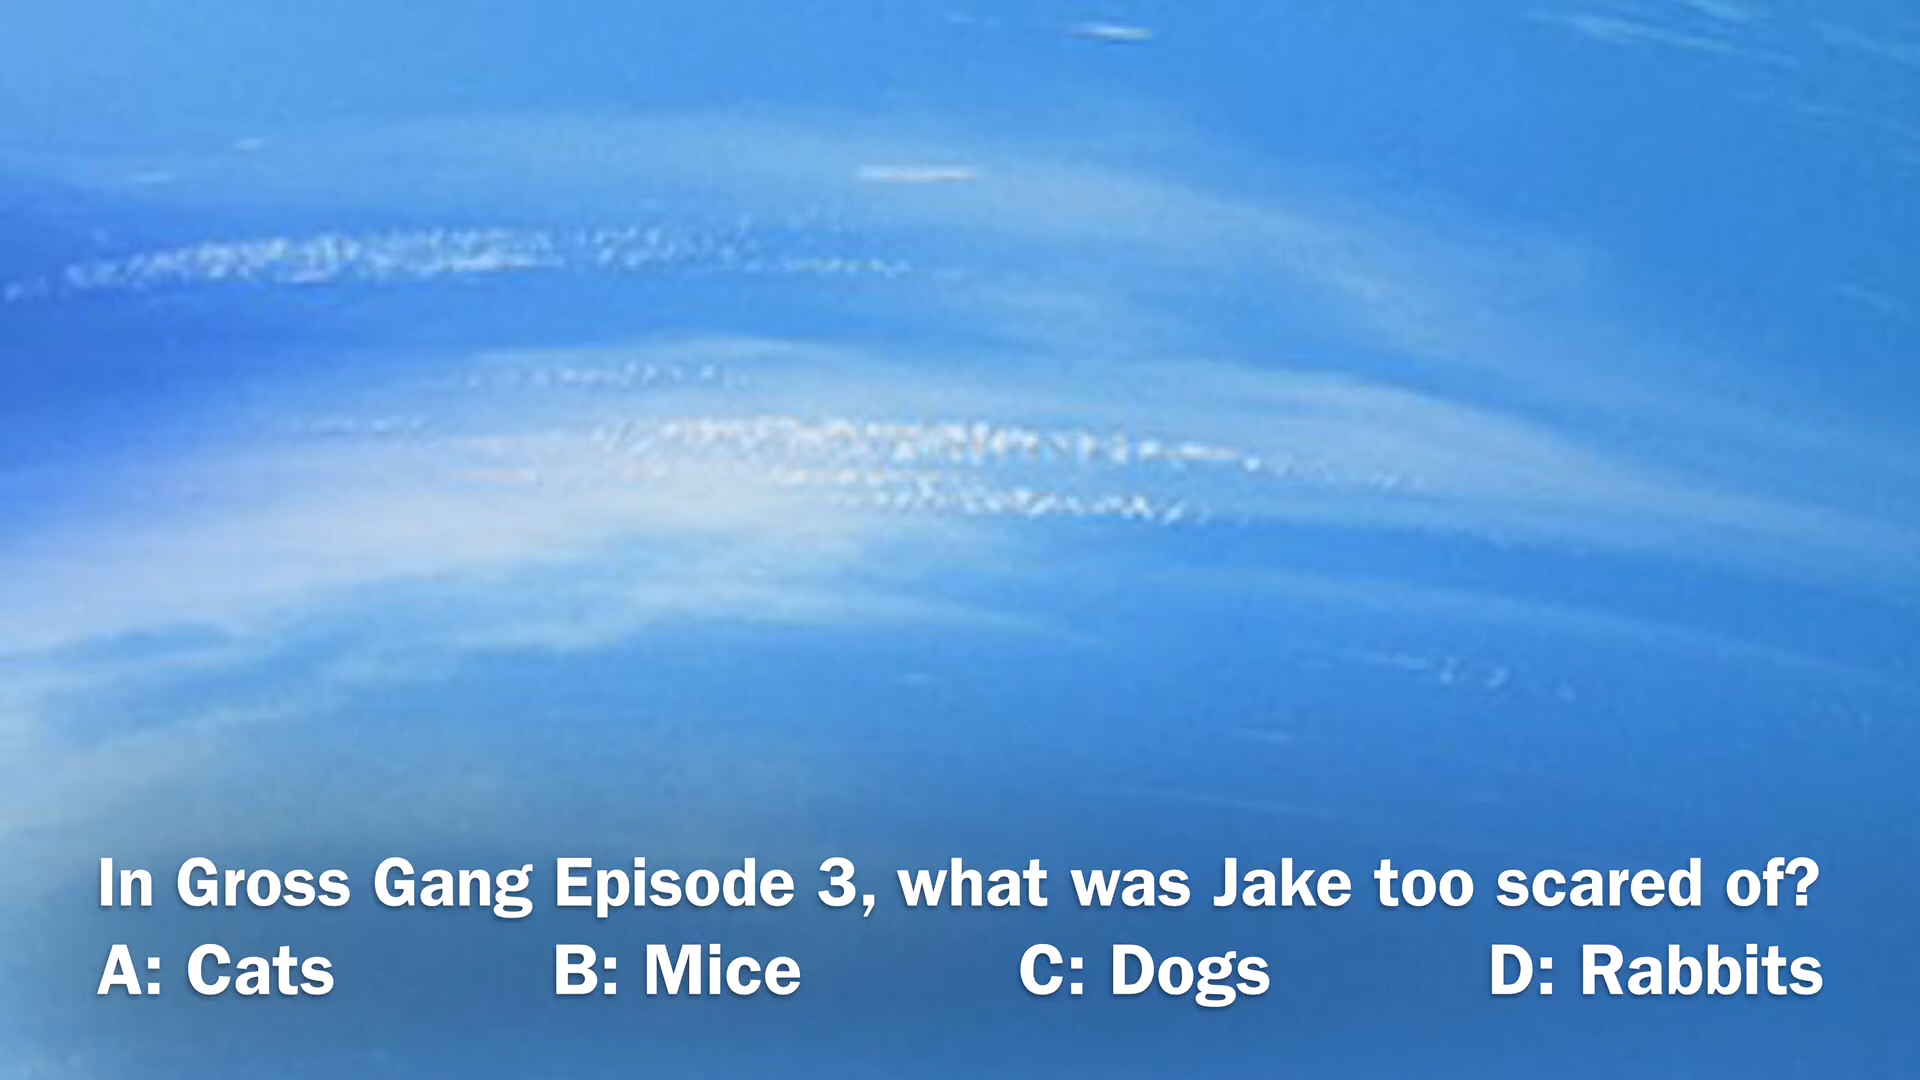 In Gross Gang Episode 3, what was Jake too scared of?
A: Cats B: Mice C: Dogs D: Rabbits